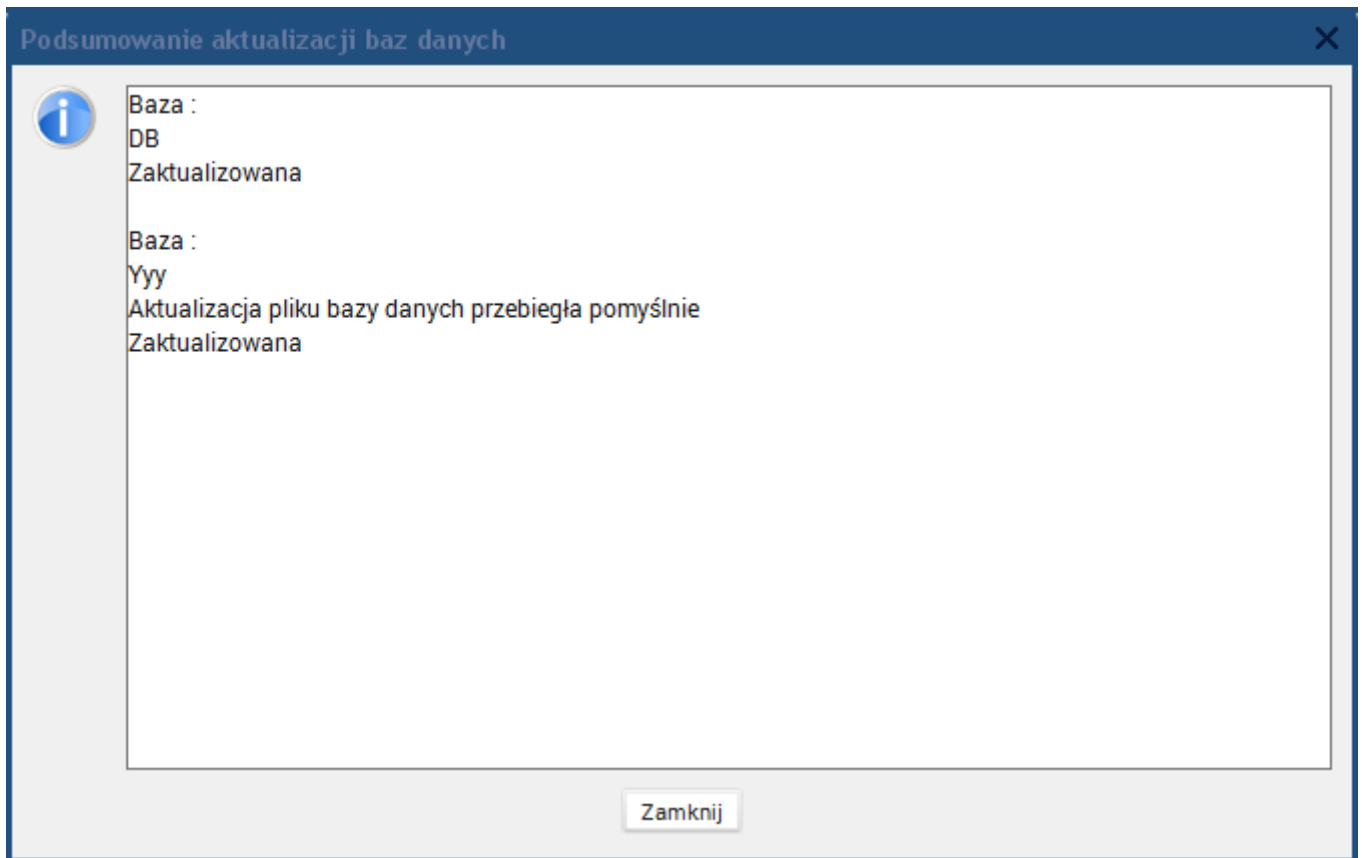 Podsumowanie aktualizacji baz danych
Baza :
DB
Zaktualizowana
Baza :
Yyy
Aktualizacja pliku bazy danych przebiegła pomyślnie
Zaktualizowana
Zamknij